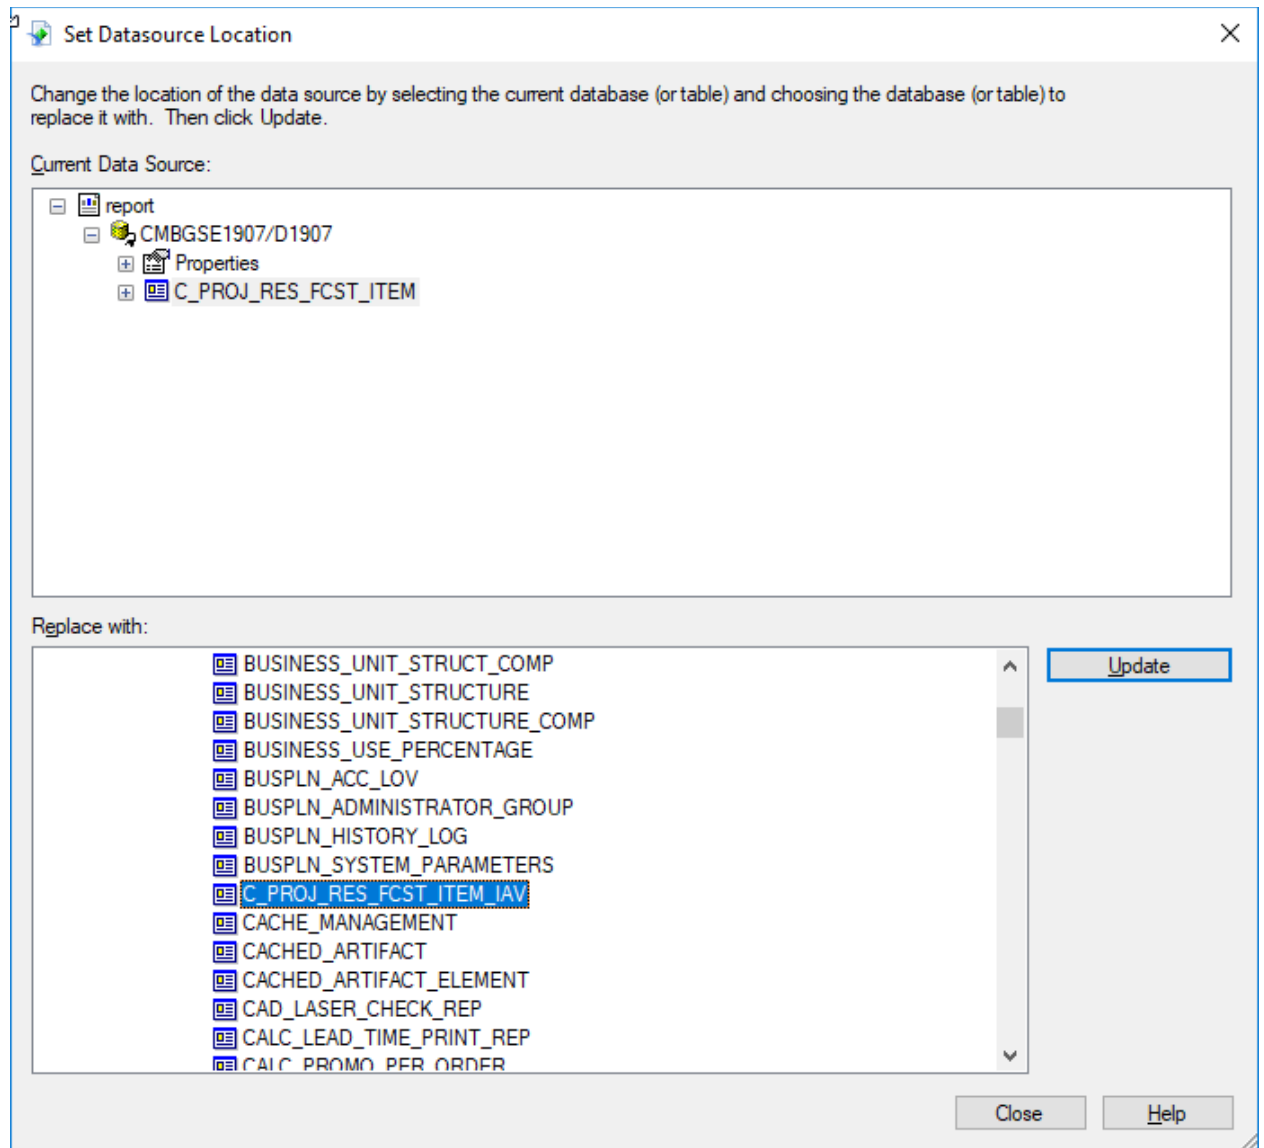 Set Datasource Location
Change the location of the data source by selecting the current database (or table) and choosing the database (or table) to
replace it with. Then click Update.
Current Data Source:
report
CMBGSE1907/D1907
Properties
C_PROJ_RES_FCST_ITEM
Replace with:
BUSINESS_UNIT_STRUCT_COMP
Update
BUSINESS_UNIT_STRUCTURE
BUSINESS_UNIT_STRUCTURE_COMP
BUSINESS_USE_PERCENTAGE
BUSPLN_ACC_LOV
BUSPLN_ADMINISTRATOR_GROUP
BUSPLN_HISTORY_LOG
BUSPLN_SYSTEM_PARAMETERS
C_PROJ_RES_FCST_ITEM_IAV
CACHE_MANAGEMENT
CACHED_ARTIFACT
CACHED_ARTIFACT_ELEMENT
CAD_LASER_CHECK_REP
CALC_LEAD_TIME_PRINT_REP
CALC_PROMO_PER_ORDER
Close
Help